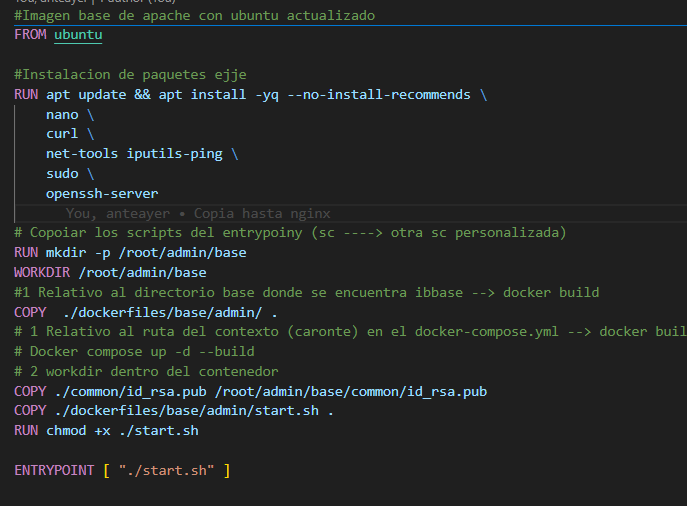 You, anteayer | 1 author (You)
#Imagen base de apache con ubuntu actualizado
FROM ubuntu
#Instalacion de paquetes ejje
RUN apt update && apt install -yq --no-install-recommends \
nano \
curl \
net-tools iputils-ping \
sudo \
openssh-server
You, anteayer • Copia hasta nginx
# Copoiar los scripts del entrypoiny (sc ----> otra sc personalizada)
RUN mkdir -p /root/admin/base
WORKDIR /root/admin/base
#1 Relativo al directorio base donde se encuentra ibbase --> docker build
COPY ./dockerfiles/base/admin/ .
# 1 Relativo al ruta del contexto (caronte) en el docker-compose.yml --> docker buil
# Docker compose up -d --build
# 2 workdir dentro del contenedor
COPY ./common/id_rsa.pub /root/admin/base/common/id_rsa.pub
COPY ./dockerfiles/base/admin/start.sh .
RUN chmod +x ./start.sh
ENTRYPOINT [ "./start.sh" ]